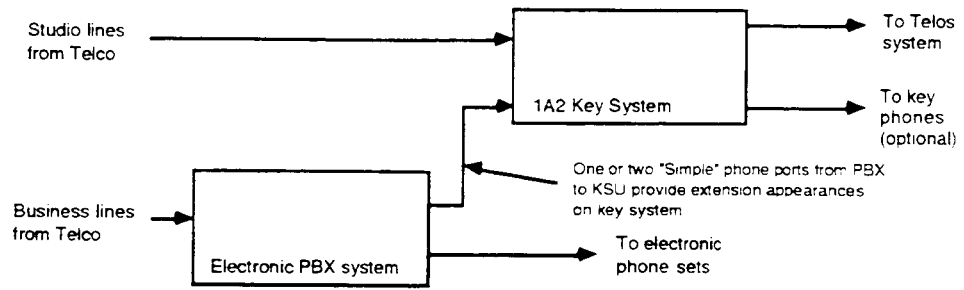 Studio lines
from Telco
To Telos
system
1A2 Key System
To key
phones
(optional)
One or two "Simple" phone ports from PBX
to KSU provide extension appearances
on key system
Business lines
from Telco
Electronic PBX system
To electronic
phone sets